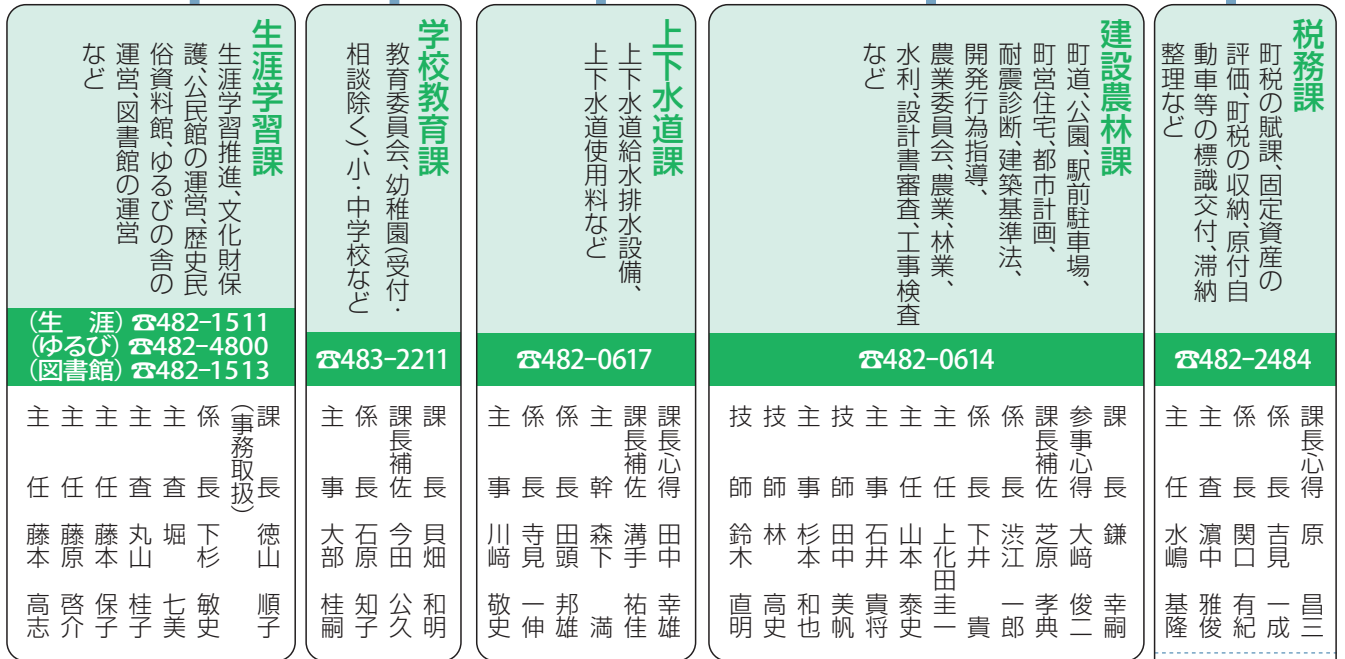 税務課
町税の賦課、固定資産の
評価、町税の収納、原付自
動車等の標識交付、滞納
整理など
☎482-2484
課長心得 原 昌三
係長 吉見 一成
係長 関口 有紀
主査 濵中 雅俊
主任 水嶋 基隆
建設農林課
町道、公園、駅前駐車場、
町営住宅、都市計画、
耐震診断、建築基準法、
開発行為指導、
農業委員会、農業、林業、
水利、設計書審査、工事検査
など
☎482-0614
課長 鎌 幸嗣
参事心得 大﨑 俊二
課長補佐 芝原 孝典
係長 渋江 一郎
係長 下井 貴
主任 上化田 圭一
主任 山本 泰史
主事 石井 貴将
技師 田中 美帆
主事 杉本 和也
技師 林 高史
技師 鈴木 直明
上下水道課
上下水道給水排水設備、
上下水道使用料など
☎482-0617
課長心得 田中 幸雄
課長補佐 溝手 祐佳
主幹 森下 満
係長 田頭 邦雄
係長 寺見 一伸
主事 川﨑 敬史
学校教育課
教育委員会、幼稚園(受付・
相談除く)、小・中学校など
☎483-2211
課長 貝畑 和明
課長補佐 今田 公久
係長 石原 知子
主事 大部 桂嗣
生涯学習課
生涯学習推進、文化財保
護、公民館の運営、歴史民
俗資料館、ゆるびの舎の
運営、図書館の運営
など
(生 涯)☎482-1511
(ゆるび)☎482-4800
(図書館)☎482-1513
課長 徳山 順子
(事務取扱)
係長 下杉 敏史
主査 堀 七美
主査 丸山 桂子
主任 藤本 保子
主任 藤原 啓介
主任 藤本 高志